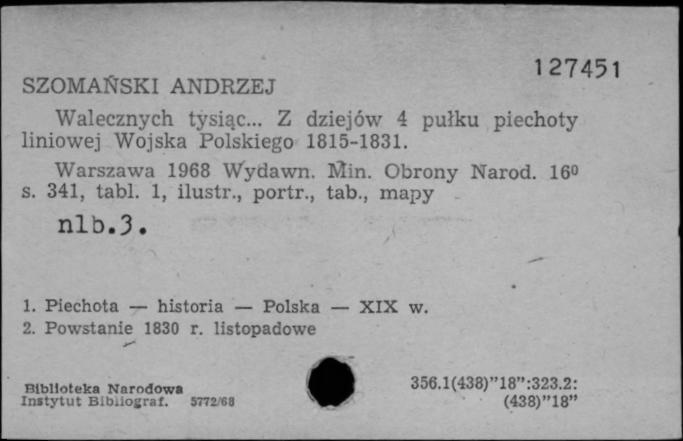 127451
SZOMAŃSKI ANDRZEJ
Walecznych tysiąc... Z dziejów 4 pułku piechoty
liniowej Wojska Polskiego 1815-1831.
Warszawa 1968 Wydawn. Min. Obrony Narod. 16⁰
s. 341, tabl. 1, ilustr., portr., tab., mapy
nlb.3.
1. Piechota — historia — Polska — XIX w.
2. Powstanie 1830 r. listopadowe
Biblioteka Narodowa
Instytut Bibliograf. 5772/68
356.1(438)”18”:323.2:
(438)”18”